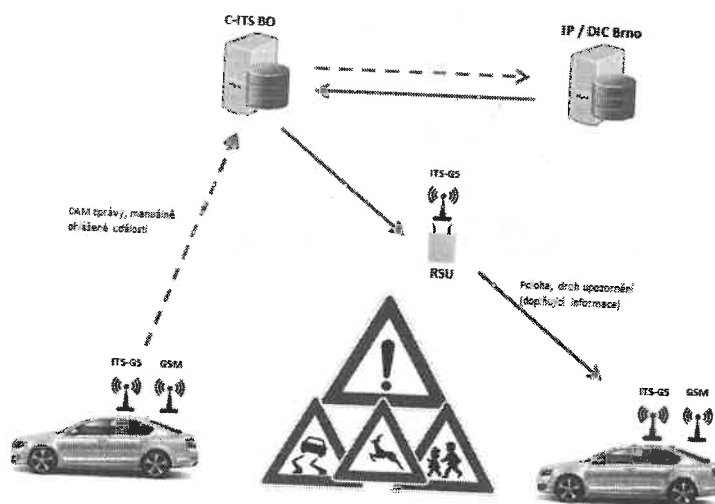 C-ITS BO
IP / DIC Brno
ITS-G5
CAM zprávy, manuálně
ohlášené události
RSU
Poloha, druh upozornění
(doplňující informace)
ITS-G5
GSM
ITS-G5
GSM